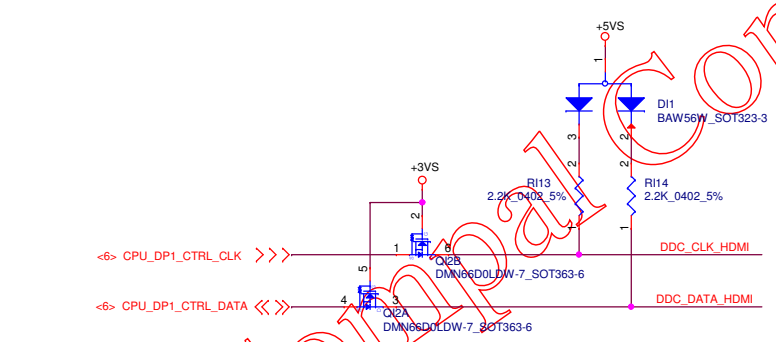 +5VS
1
DI1
BAW56W_SOT323-3
3
2
2
2
RI13
2.2K_0402_5%
RI14
2.2K_0402_5%
1
1
+3VS
2
<6> CPU_DP1_CTRL_CLK
1
6
DDC_CLK_HDMI
QI2B
DMN66D0LDW-7_SOT363-6
5
<6> CPU_DP1_CTRL_DATA
4
3
DDC_DATA_HDMI
QI2A
DMN66D0LDW-7_SOT363-6